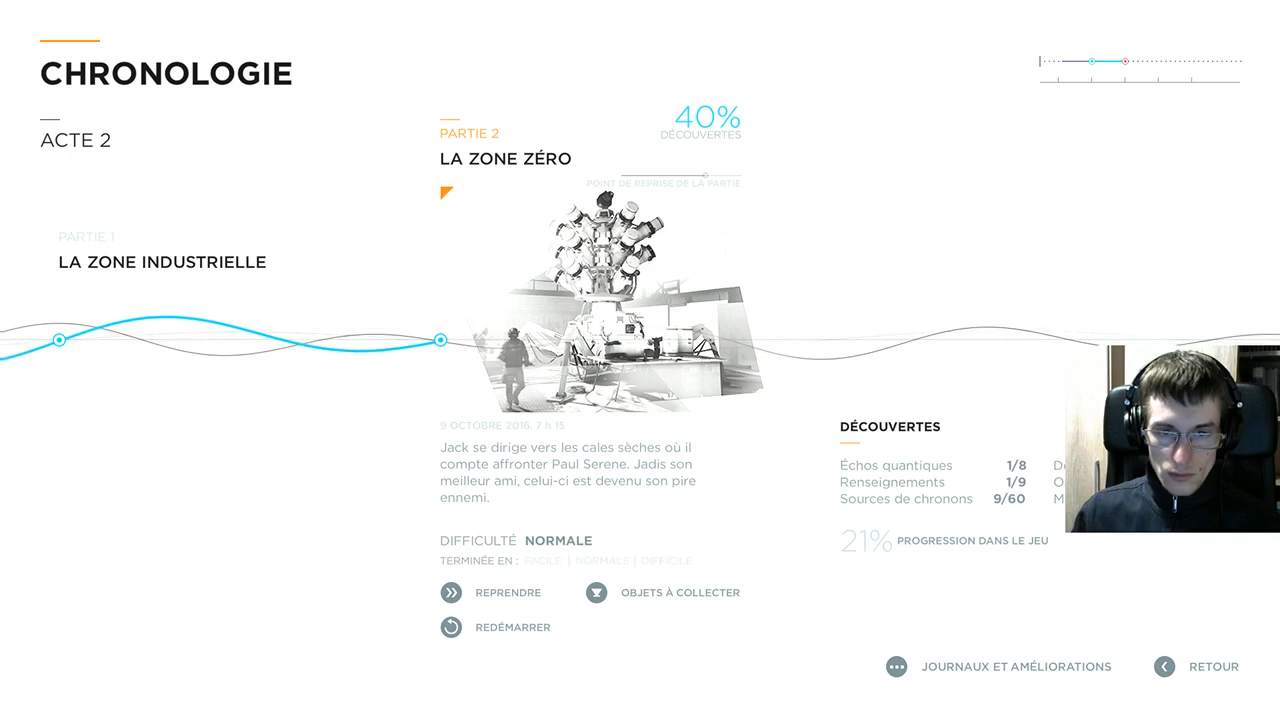 CHRONOLOGIE
ACTE 2
PARTIE 1
LA ZONE INDUSTRIELLE
PARTIE 2
LA ZONE ZÉRO
40%
DÉCOUVERTES
POINT DE REPRISE DE LA PARTIE
9 OCTOBRE 2016, 7 h 15
Jack se dirige vers les cales sèches où il
compte affronter Paul Serene. Jadis son
meilleur ami, celui-ci est devenu son pire
ennemi.
DIFFICULTÉ NORMALE
TERMINÉE EN : FACILE | NORMALE | DIFFICILE
REPRENDRE
OBJETS À COLLECTER
REDÉMARRER
DÉCOUVERTES
Échos quantiques 1/8
Renseignements 1/9
Sources de chronons 9/60
21% PROGRESSION DANS LE JEU
JOURNAUX ET AMÉLIORATIONS
RETOUR